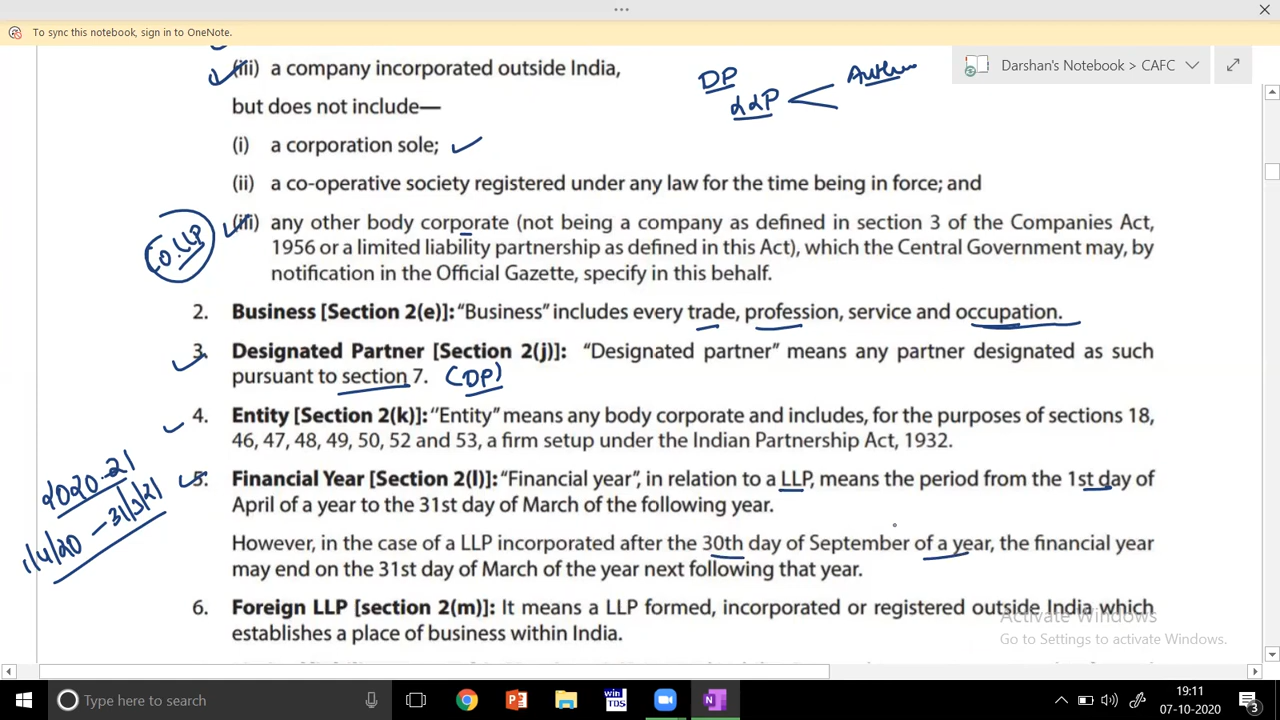 To sync this notebook, sign in to OneNote.
Darshan's Notebook > CAFC
(iii) a company incorporated outside India,
DP
LLP
but does not include—
(i) a corporation sole;
(ii) a co-operative society registered under any law for the time being in force; and
Co. LLP
(iii) any other body corporate (not being a company as defined in section 3 of the Companies Act,
1956 or a limited liability partnership as defined in this Act), which the Central Government may, by
notification in the Official Gazette, specify in this behalf.
2. Business [Section 2(e)]: “Business” includes every trade, profession, service and occupation.
3. Designated Partner [Section 2(j)]: “Designated partner” means any partner designated as such
pursuant to section 7. (DP)
4. Entity [Section 2(k)]: “Entity” means any body corporate and includes, for the purposes of sections 18,
46, 47, 48, 49, 50, 52 and 53, a firm setup under the Indian Partnership Act, 1932.
2020-21
1/4/20 – 31/3/21
5. Financial Year [Section 2(l)]: “Financial year”, in relation to a LLP, means the period from the 1st day of
April of a year to the 31st day of March of the following year.
However, in the case of a LLP incorporated after the 30th day of September of a year, the financial year
may end on the 31st day of March of the year next following that year.
6. Foreign LLP [section 2(m)]: It means a LLP formed, incorporated or registered outside India which
establishes a place of business within India.
Activate Windows
Go to Settings to activate Windows.
Type here to search
win
TDS
19:11
07-10-2020
3